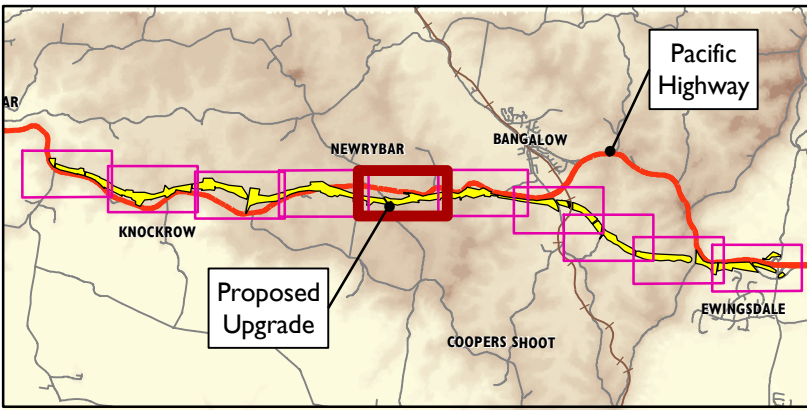 Pacific
Highway
AR
NEWRYBAR
BANGALOW
KNOCKROW
Proposed
Upgrade
EWINGSDALE
COOPERS SHOOT